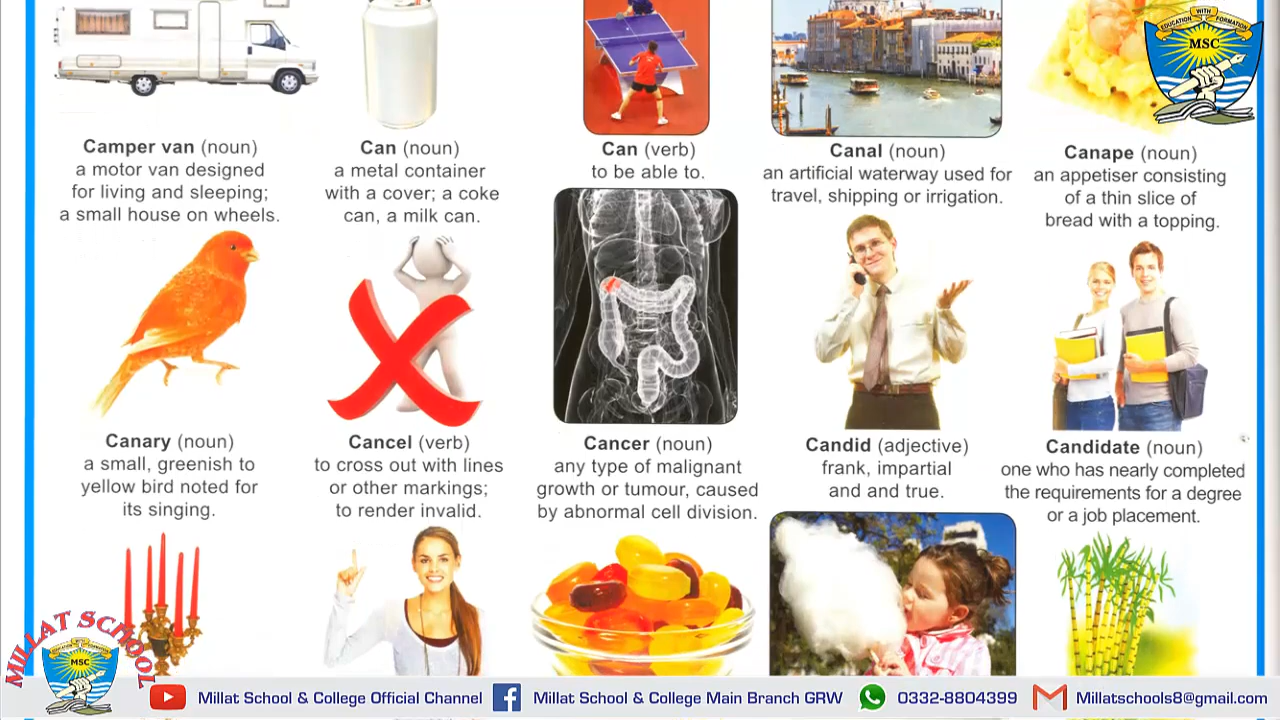 EDUCATION WITH FORMATION
MSC
Camper van (noun)
a motor van designed
for living and sleeping;
a small house on wheels.
Can (noun)
a metal container
with a cover; a coke
can, a milk can.
Can (verb)
to be able to.
Canal (noun)
an artificial waterway used for
travel, shipping or irrigation.
Canape (noun)
an appetiser consisting
of a thin slice of
bread with a topping.
Canary (noun)
a small, greenish to
yellow bird noted for
its singing.
Cancel (verb)
to cross out with lines
or other markings;
to render invalid.
Cancer (noun)
any type of malignant
growth or tumour, caused
by abnormal cell division.
Candid (adjective)
frank, impartial
and and true.
Candidate (noun)
one who has nearly completed
the requirements for a degree
or a job placement.
MILLAT SCHOOL
EDUCATION WITH FORMATION
MSC
Millat School & College Official Channel
Millat School & College Main Branch GRW
0332-8804399
Millatschools8@gmail.com